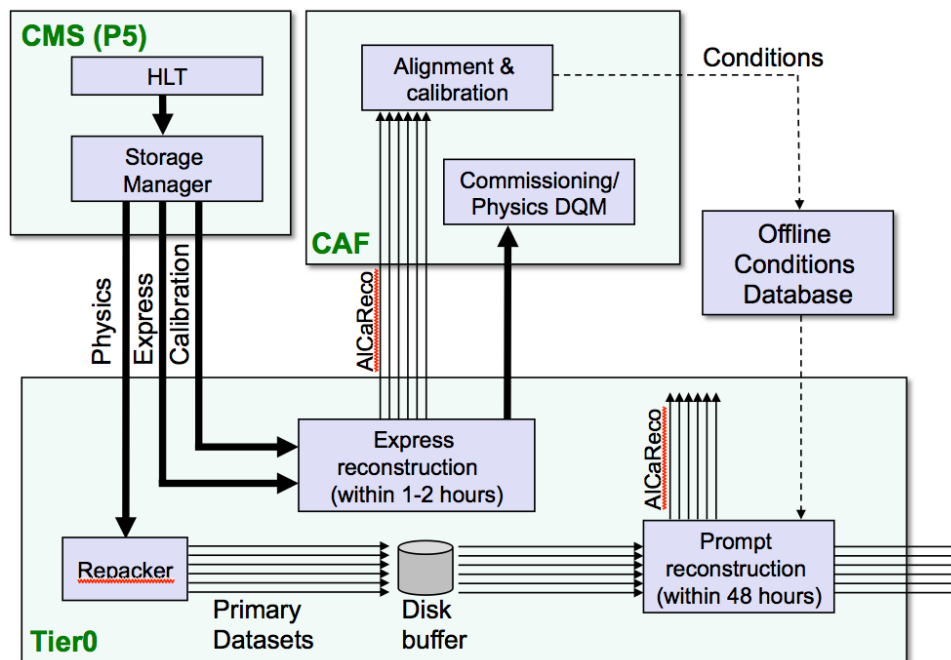 CMS (P5)
HLT
Storage
Manager
Alignment &
calibration
Conditions
Commissioning/
Physics DQM
CAF
Offline
Conditions
Database
Physics
Express
Calibration
AlCaReco
Express
reconstruction
(within 1-2 hours)
AlCaReco
Repacker
Primary
Datasets
Disk
buffer
Prompt
reconstruction
(within 48 hours)
Tier0